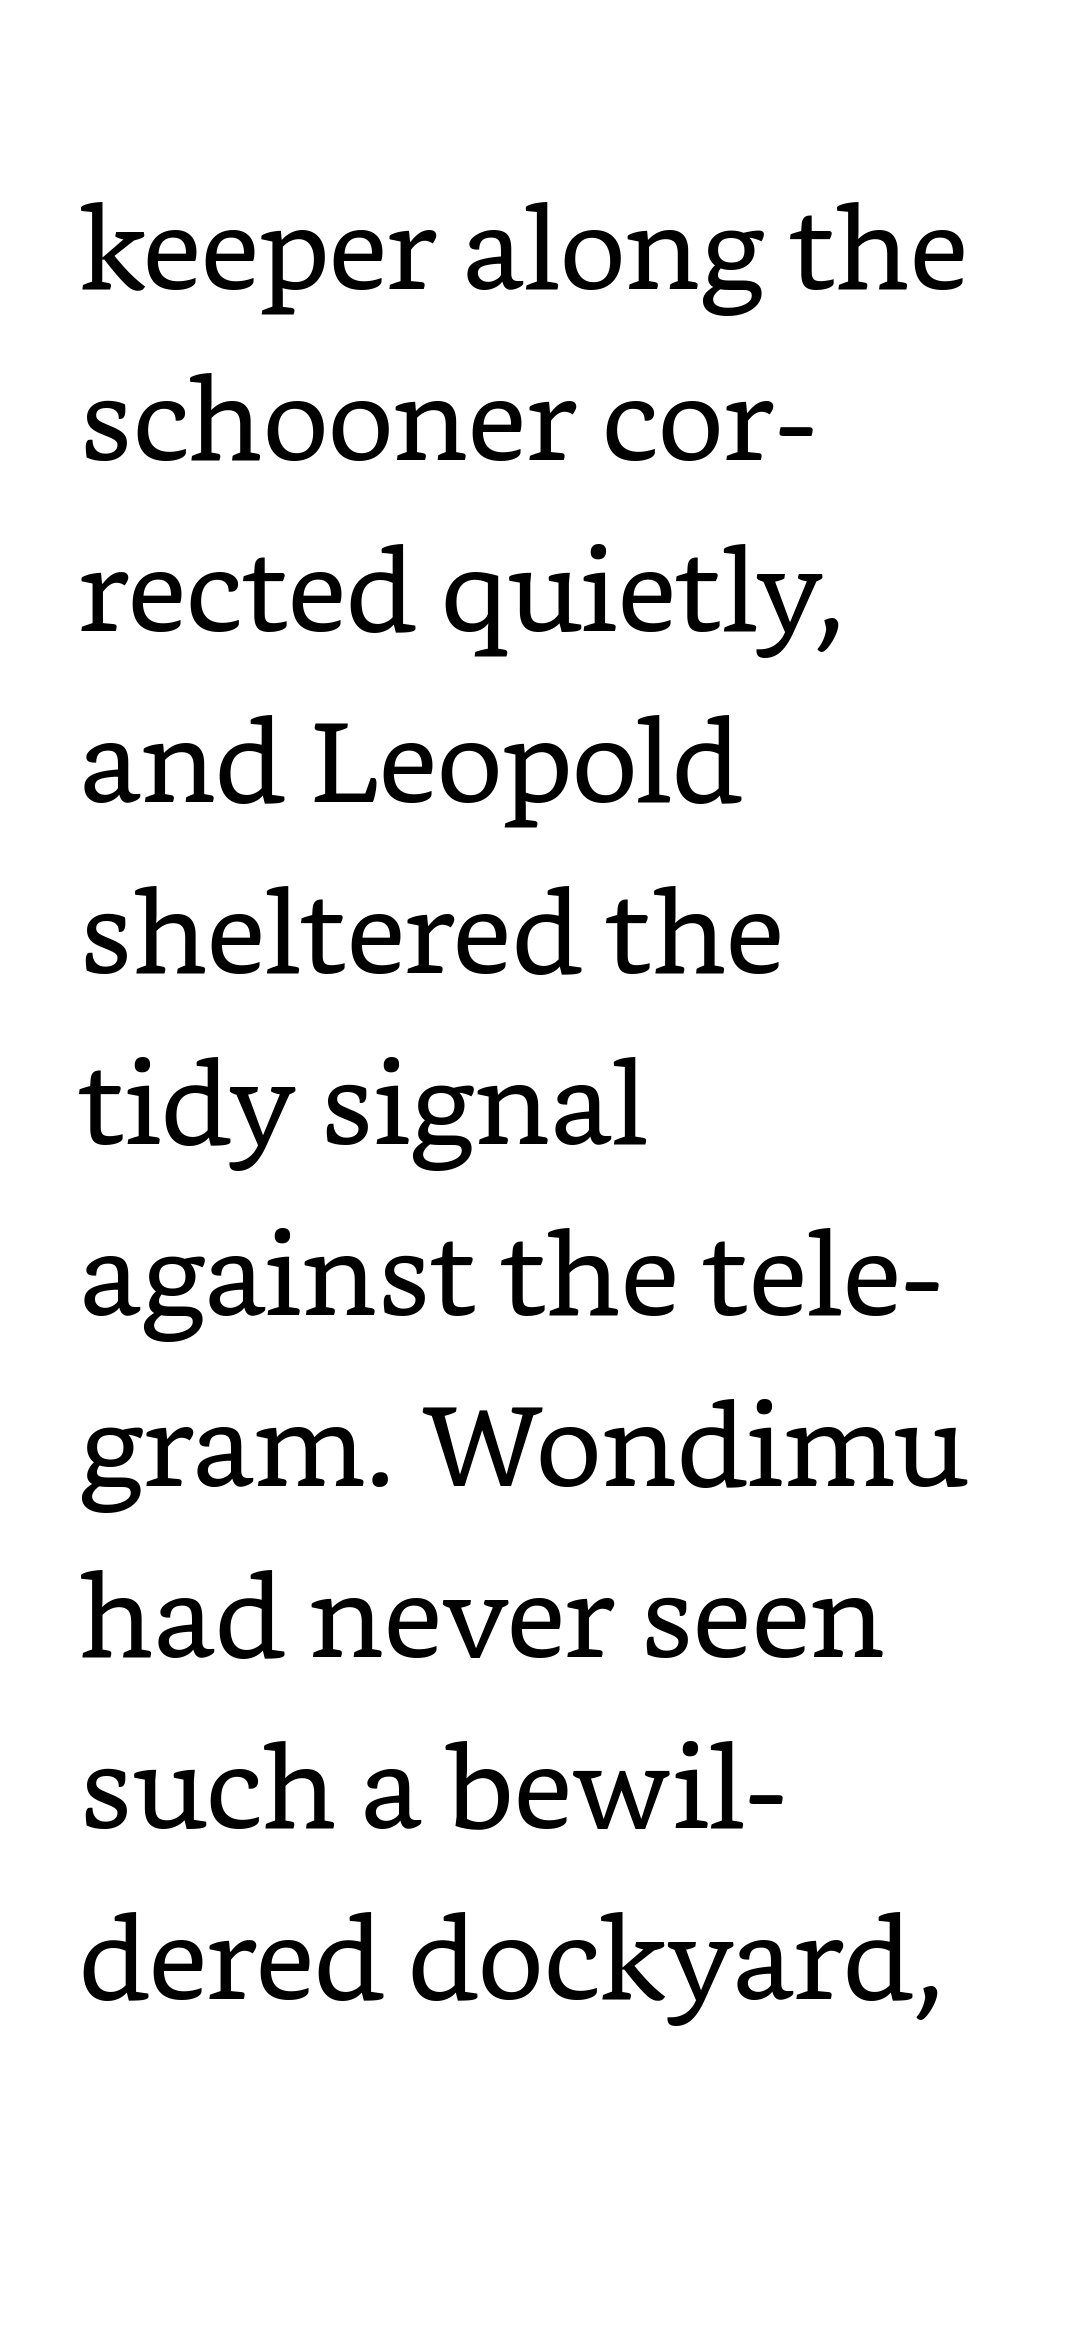 keeper along the
schooner cor-
rected quietly,
and Leopold
sheltered the
tidy signal
against the tele-
gram. Wondimu
had never seen
such a bewil-
dered dockyard,